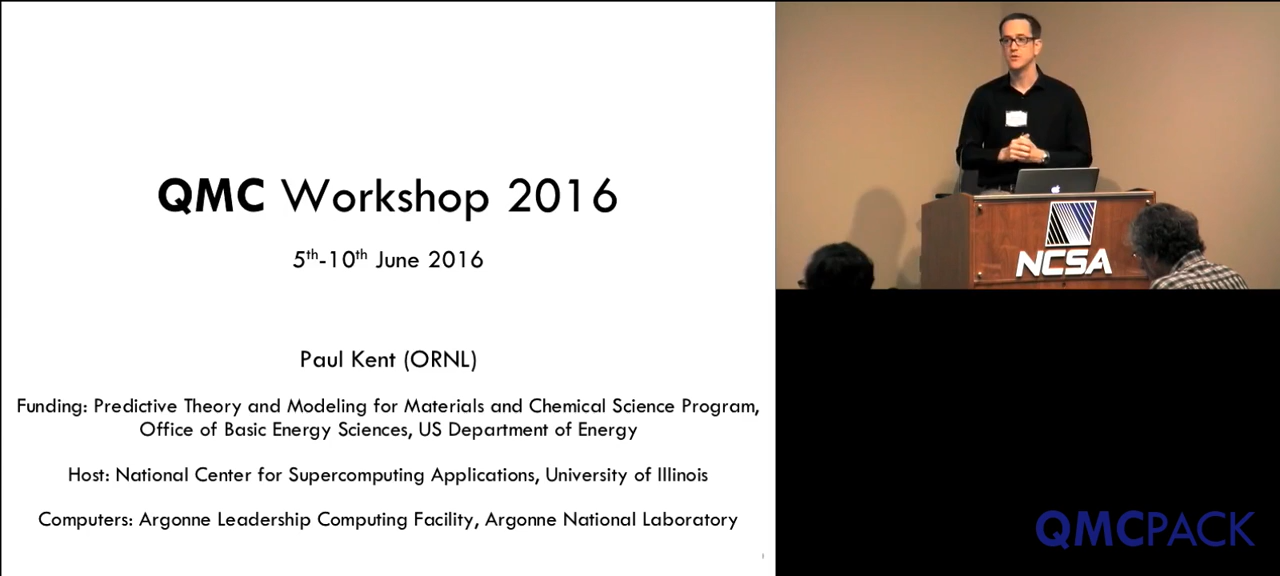 QMC Workshop 2016
5th-10th June 2016
Paul Kent (ORNL)
Funding: Predictive Theory and Modeling for Materials and Chemical Science Program,
Office of Basic Energy Sciences, US Department of Energy
Host: National Center for Supercomputing Applications, University of Illinois
Computers: Argonne Leadership Computing Facility, Argonne National Laboratory
NCSA
QMCPACK